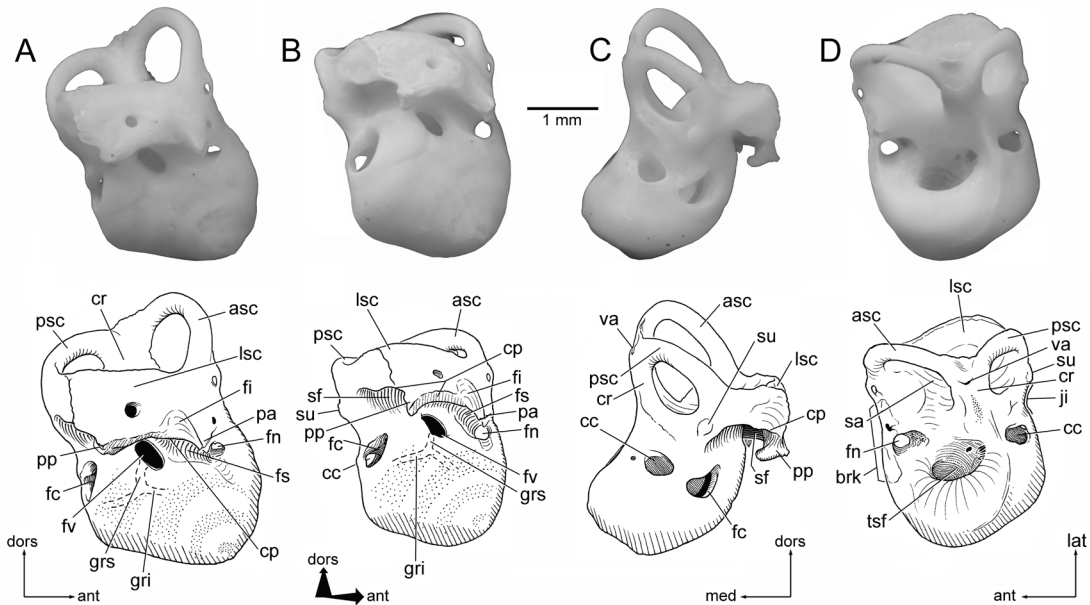 A
B
C
D
1 mm
psc
cr
asc
lsc
fi
pa
fn
fs
pp
fc
fv
grs
gri
cp
dors
ant
psc
lsc
asc
cp
fi
fs
pa
fn
sf
su
pp
fc
cc
fv
grs
gri
dors
ant
va
asc
su
lsc
psc
cr
cp
cc
pp
sf
fc
dors
med
lsc
asc
psc
va
su
cr
ji
sa
fn
cc
brk
tsf
lat
ant